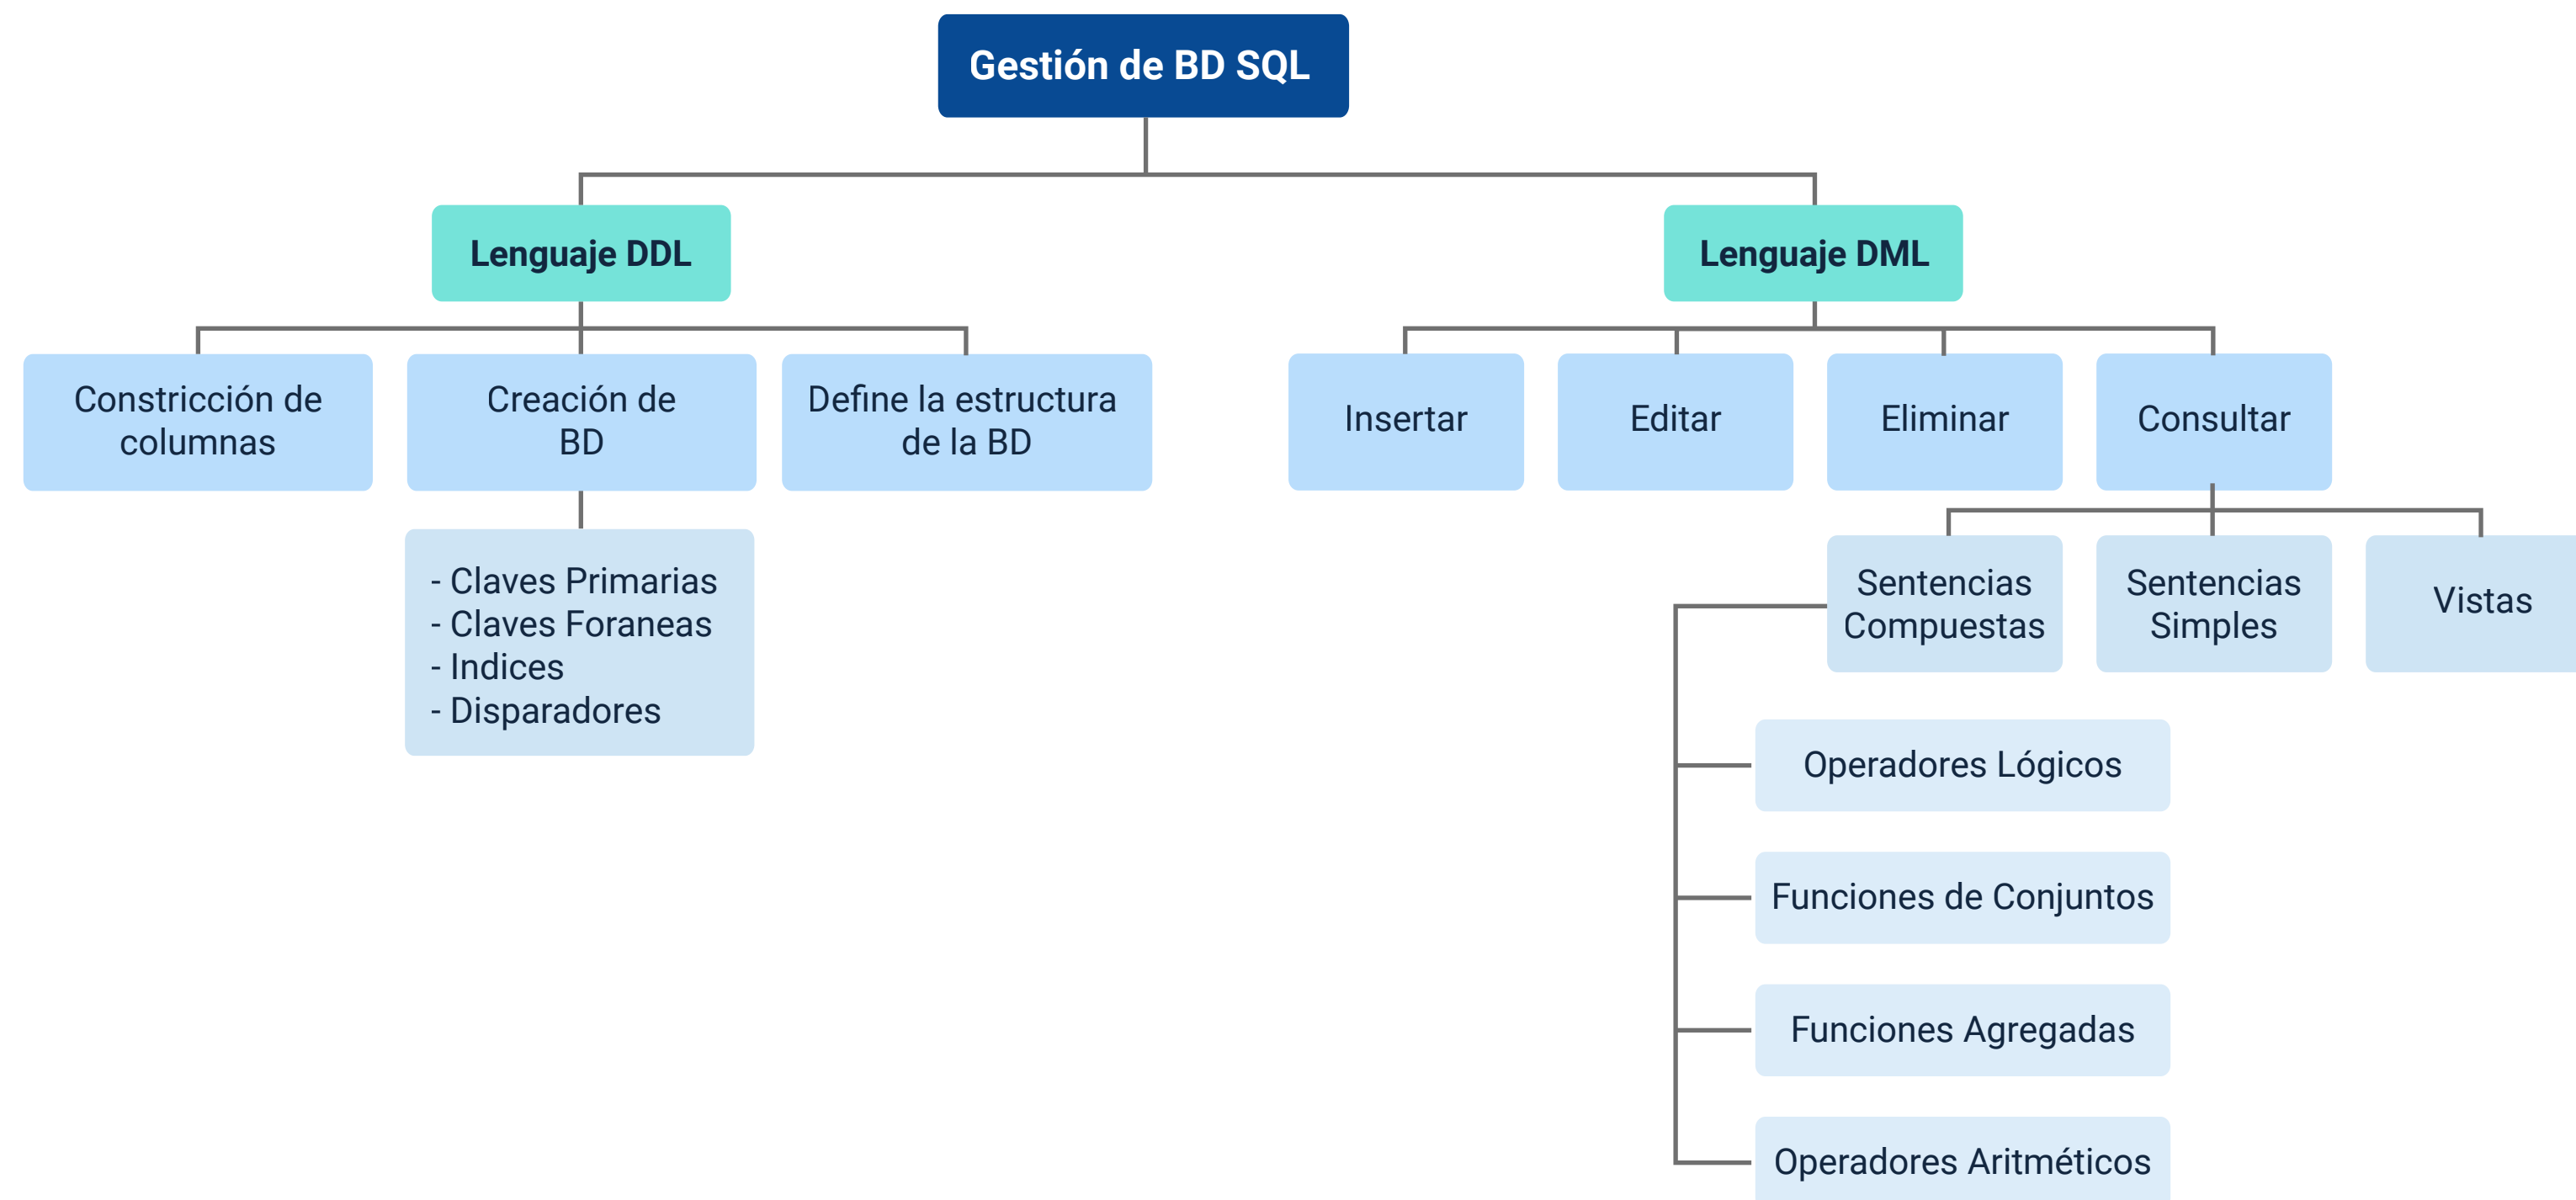 Gestión de BD SQL
Lenguaje DDL
Lenguaje DML
Constricción de
columnas
Creación de
BD
Define la estructura
de la BD
Insertar
Editar
Eliminar
Consultar
- Claves Primarias
- Claves Foraneas
- Indices
- Disparadores
Sentencias
Compuestas
Sentencias
Simples
Vistas
Operadores Lógicos
Funciones de Conjuntos
Funciones Agregadas
Operadores Aritméticos